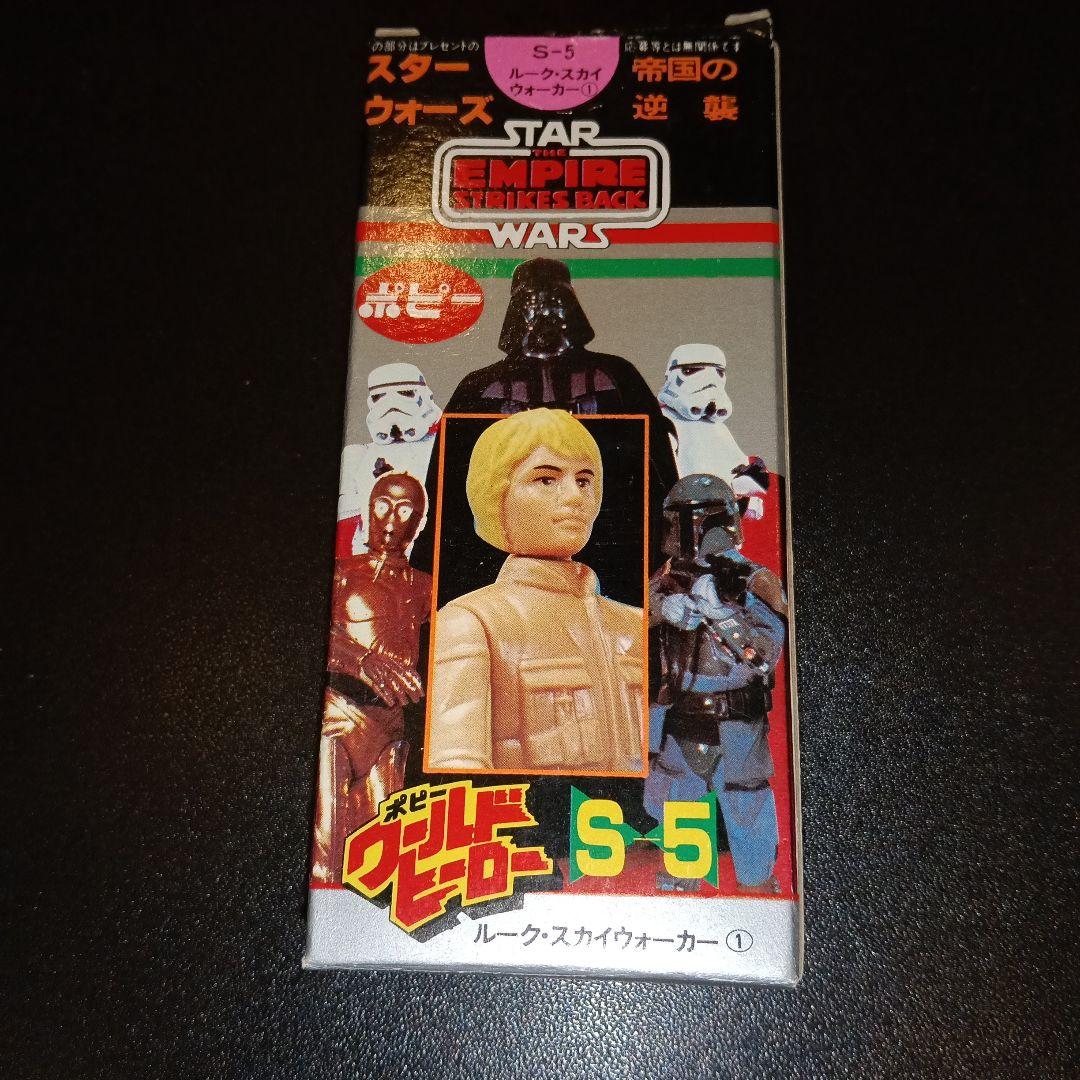 の部分はプレゼントの
応募等とは無関係です
S-5
ルーク・スカイ
ウォーカー①
スター
ウォーズ
帝国の
逆襲
STAR
THE
EMPIRE
STRIKES BACK
WARS
ポピー
ポピー
ワールド
ヒーロー
S-5
ルーク・スカイウォーカー①